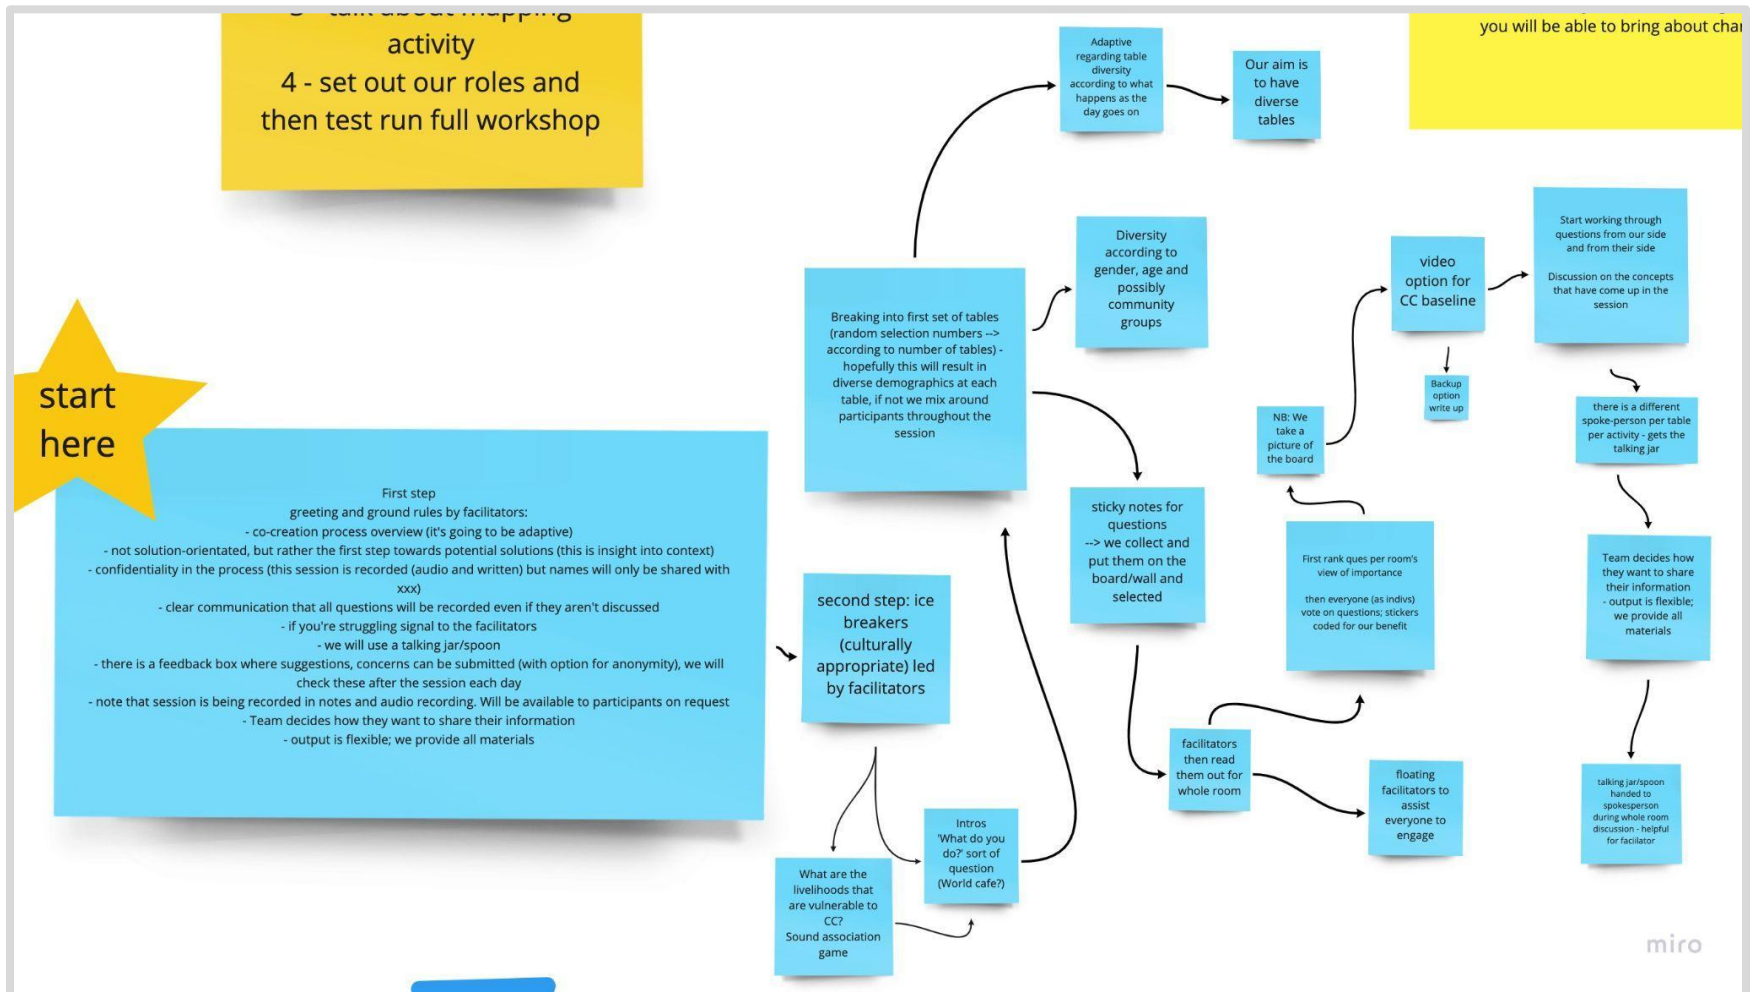 3 - talk about mapping
activity
4 - set out our roles and
then test run full workshop
you will be able to bring about
Adaptive
regarding table
diversity
according to what
happens as the
day goes on
Our aim is
to have
diverse
tables
Diversity
according to
gender, age and
possibly
community
groups
Breaking into first set of tables
(random selection numbers -->
according to number of tables) -
hopefully this will result in
diverse demographics at each
table, if not we mix around
participants throughout the
session
start
here
First step
greeting and ground rules by facilitators:
- co-creation process overview (it's going to be adaptive)
- not solution-orientated, but rather the first step towards potential solutions (this is insight into context)
- confidentiality in the process (this session is recorded (audio and written) but names will only be shared with
xxx)
- clear communication that all questions will be recorded even if they aren't discussed
- if you're struggling signal to the facilitators
- we will use a talking jar/spoon
- there is a feedback box where suggestions, concerns can be submitted (with option for anonymity), we will
check these after the session each day
- note that session is being recorded in notes and audio recording. Will be available to participants on request
- Team decides how they want to share their information
- output is flexible; we provide all materials
second step: ice
breakers
(culturally
appropriate) led
by facilitators
What are the
livelihoods that
are vulnerable to
CC?
Sound association
game
Intros
'What do you
do?' sort of
question
(World cafe?)
sticky notes for
questions
--> we collect and
put them on the
board/wall and
selected
facilitators
then read
them out for
whole room
floating
facilitators to
assist
everyone to
engage
First rank ques per room's
view of importance
then everyone (as indivs)
vote on questions; stickers
coded for our benefit
NB: We
take a
picture of
the board
video
option for
CC baseline
Backup
option
write up
Start working through
questions from our side
and from their side
Discussion on the concepts
that have come up in the
session
there is a different
spoke-person per table
per activity - gets the
talking jar
Team decides how
they want to share
their information
- output is flexible;
we provide all
materials
talking jar/spoon
handed to
spokesperson
during whole room
discussion - helpful
for faciilator
miro